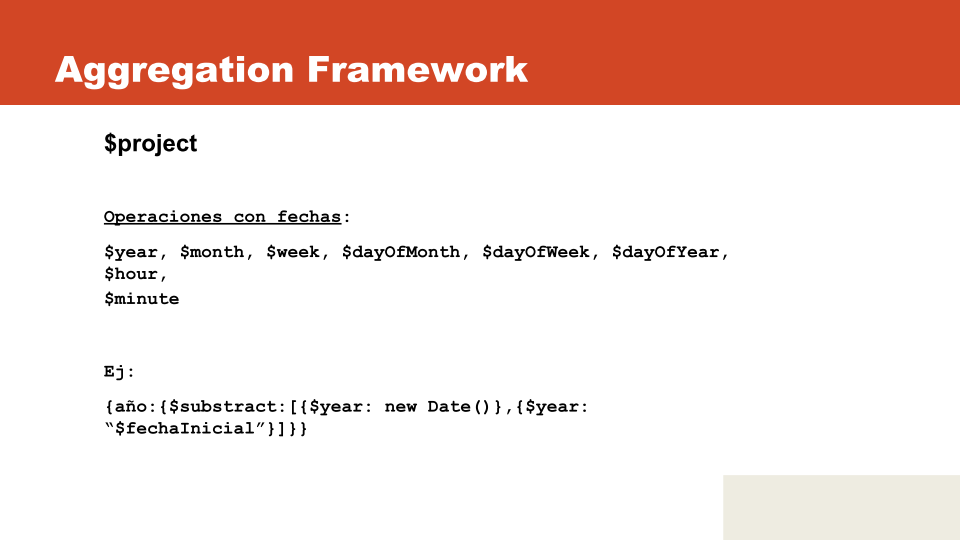 Aggregation Framework
$project
Operaciones con fechas:
$year, $month, $week, $dayOfMonth, $dayOfWeek, $dayOfYear,
$hour,
$minute
Ej:
{año:{$substract:[{$year: new Date()},{$year:
“$fechaInicial”}]}}